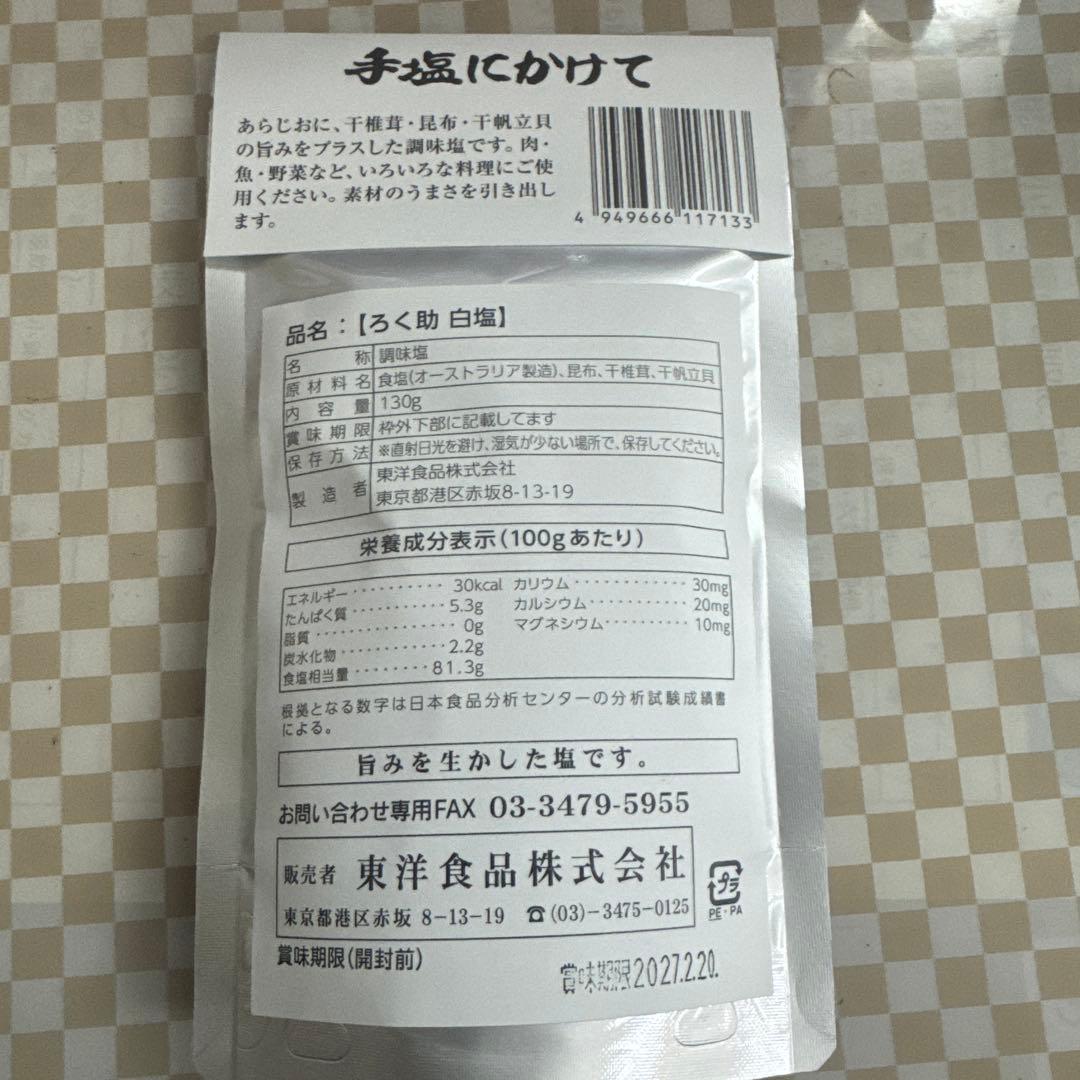 手塩にかけて
あらじおに、干椎茸・昆布・干帆立貝
の旨みをプラスした調味塩です。肉・
魚・野菜など、いろいろな料理にご使
用ください。素材のうまさを引き出し
ます。
4 949666 117133
品名：【ろく助 白塩】
名称 調味塩
原材料名 食塩(オーストラリア製造)、昆布、干椎茸、干帆立貝
内容量 130g
賞味期限 枠外下部に記載してます
保存方法 ※直射日光を避け、湿気が少ない場所で、保存してください。
製造者 東洋食品株式会社
東京都港区赤坂8-13-19
栄養成分表示(100gあたり)
エネルギー・・・・・・・・・・30kcal カリウム・・・・・・・・・・・・30mg
たんぱく質・・・・・・・・・・・5.3g カルシウム・・・・・・・・・・・20mg
脂質・・・・・・・・・・・・・・・・0g マグネシウム・・・・・・・・・・10mg
炭水化物・・・・・・・・・・・・2.2g
食塩相当量・・・・・・・・81.3g
根拠となる数字は日本食品分析センターの分析試験成績書
による。
旨みを生かした塩です。
お問い合わせ専用FAX 03-3479-5955
販売者 東洋食品株式会社
東京都港区赤坂 8-13-19 ☎(03)-3475-0125
プラ
PE・PA
賞味期限(開封前)
賞味期限2027.2.20.